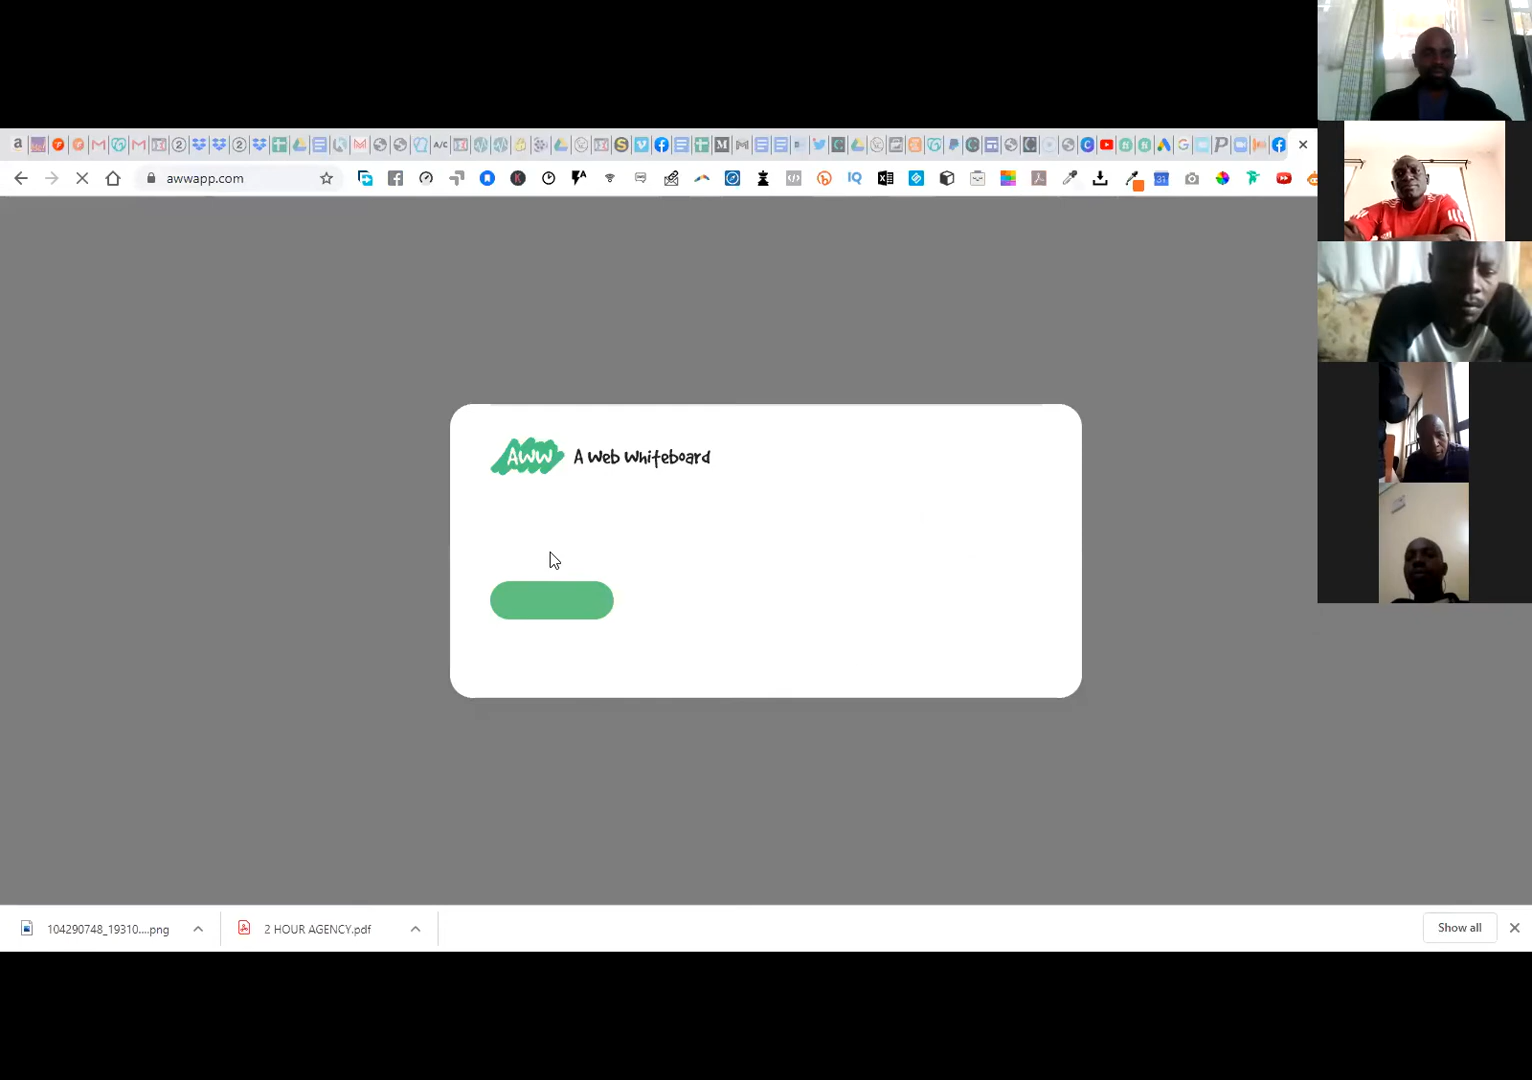 awwapp.com
AWW A Web Whiteboard
104290748_19310....png
2 HOUR AGENCY.pdf
Show all